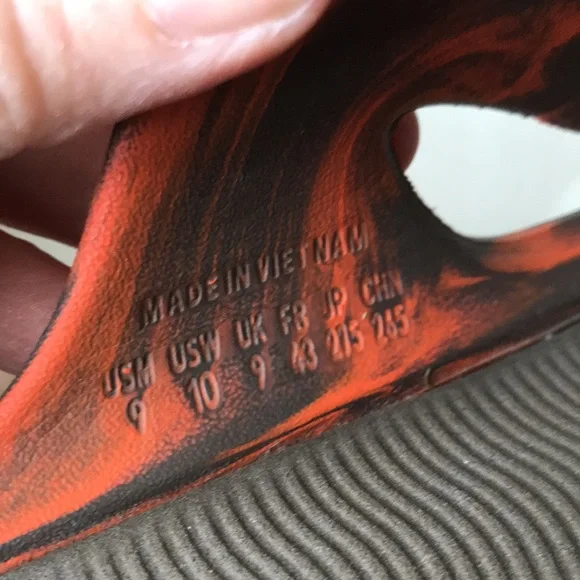 MADE IN VIETNAM
USM USW UK FR JP CHN
9 10 9 43 275 265